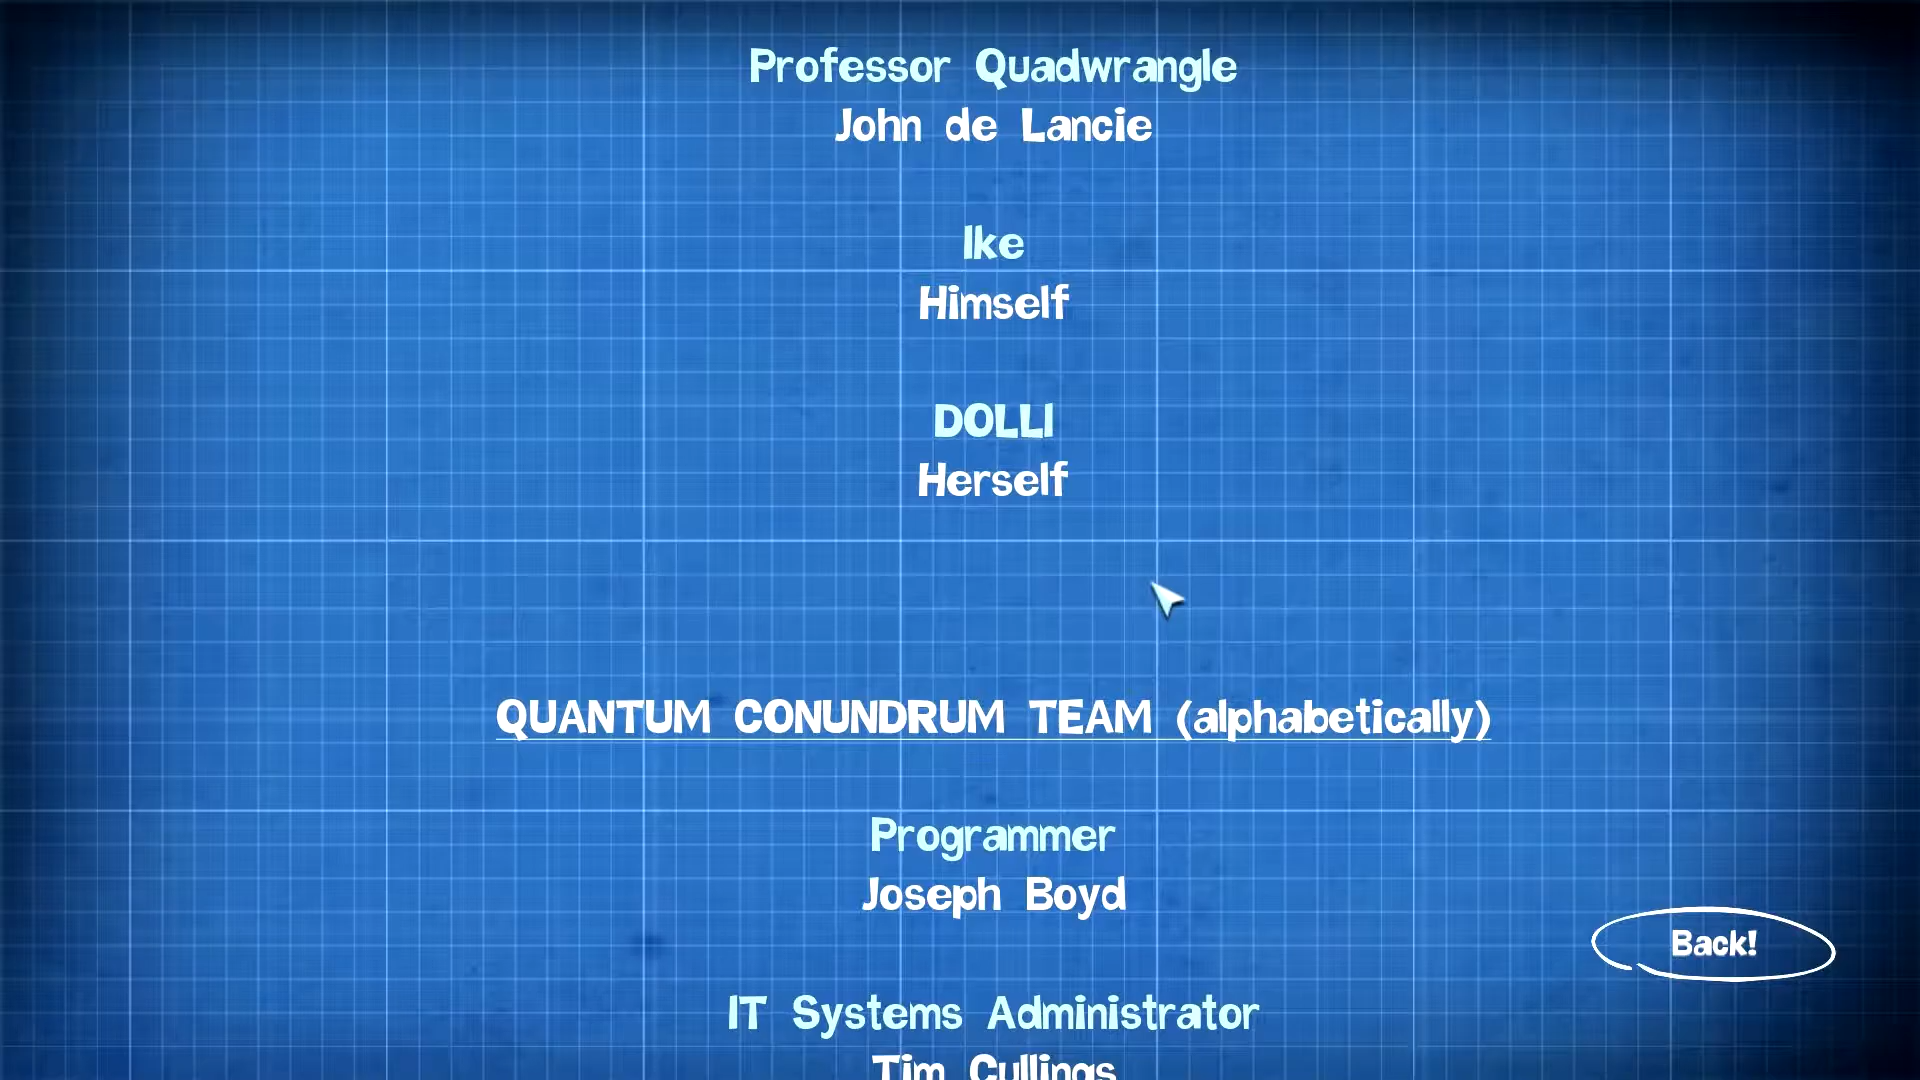 Professor Quadwrangle
John de Lancie
Ike
Himself
DOLLI
Herself
QUANTUM CONUNDRUM TEAM (alphabetically)
Programmer
Joseph Boyd
Back!
IT Systems Administrator
Tim Cullings